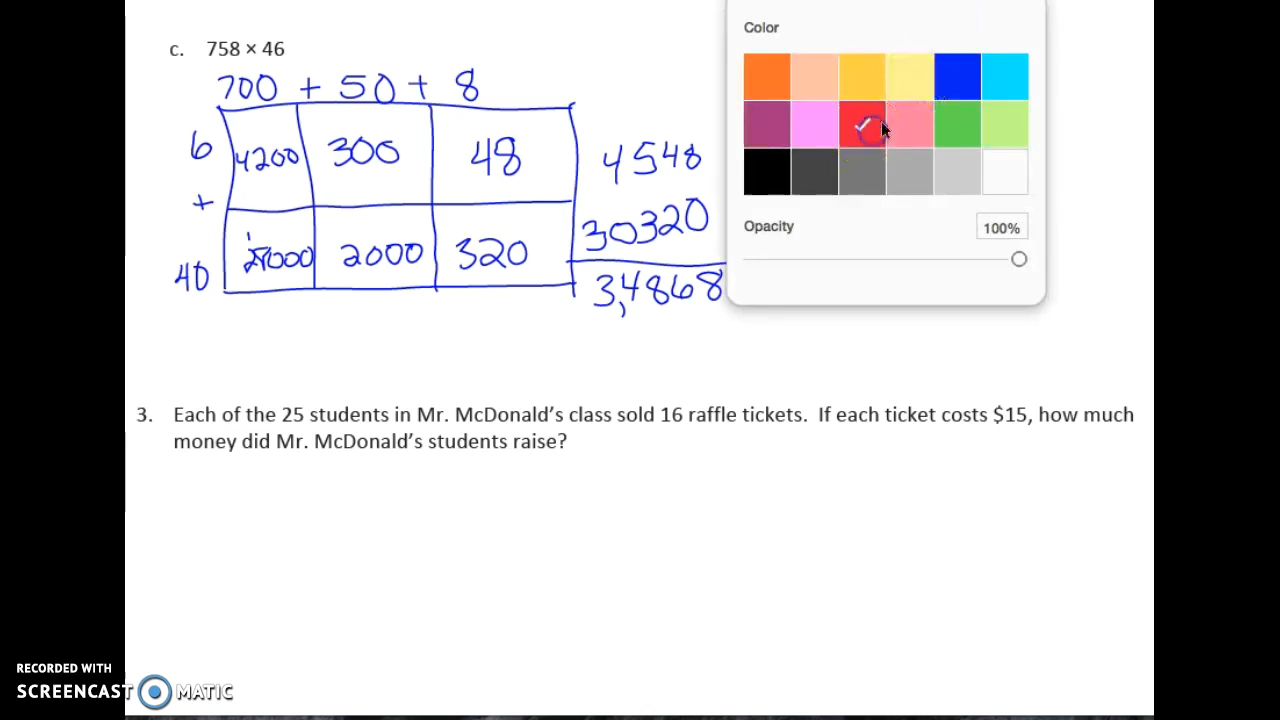 Color
c. 758 × 46
700 + 50 + 8
6 4200 300 48 4548
+
30320
40 2000 320
3,4868
Opacity 100%
3. Each of the 25 students in Mr. McDonald's class sold 16 raffle tickets. If each ticket costs $15, how much
money did Mr. McDonald's students raise?
RECORDED WITH
SCREENCAST MATIC